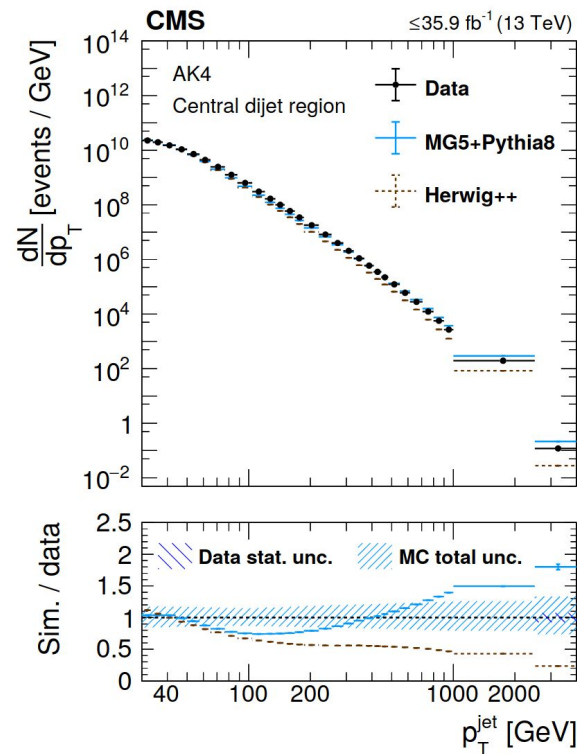 CMS ≤35.9 fb⁻¹ (13 TeV)
AK4
Central dijet region
Data
MG5+Pythia8
Herwig++
dN/dp_T [events / GeV]
10¹⁴
10¹²
10¹⁰
10⁸
10⁶
10⁴
10²
1
10⁻²
Data stat. unc. MC total unc.
Sim. / data
2.5
2
1.5
1
0.5
0
40 100 200 1000 2000
p_T^jet [GeV]